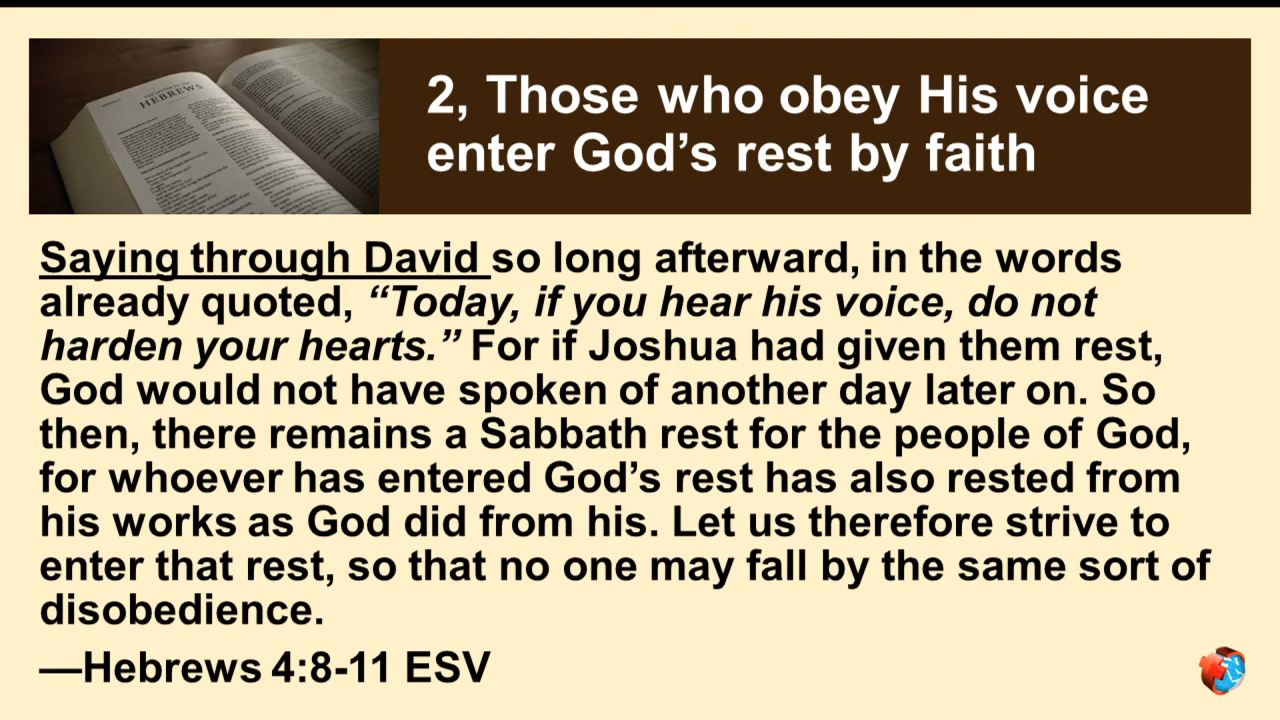 HEBREWS
2, Those who obey His voice
enter God’s rest by faith
Saying through David so long afterward, in the words
already quoted, “Today, if you hear his voice, do not
harden your hearts.” For if Joshua had given them rest,
God would not have spoken of another day later on. So
then, there remains a Sabbath rest for the people of God,
for whoever has entered God’s rest has also rested from
his works as God did from his. Let us therefore strive to
enter that rest, so that no one may fall by the same sort of
disobedience.
—Hebrews 4:8-11 ESV